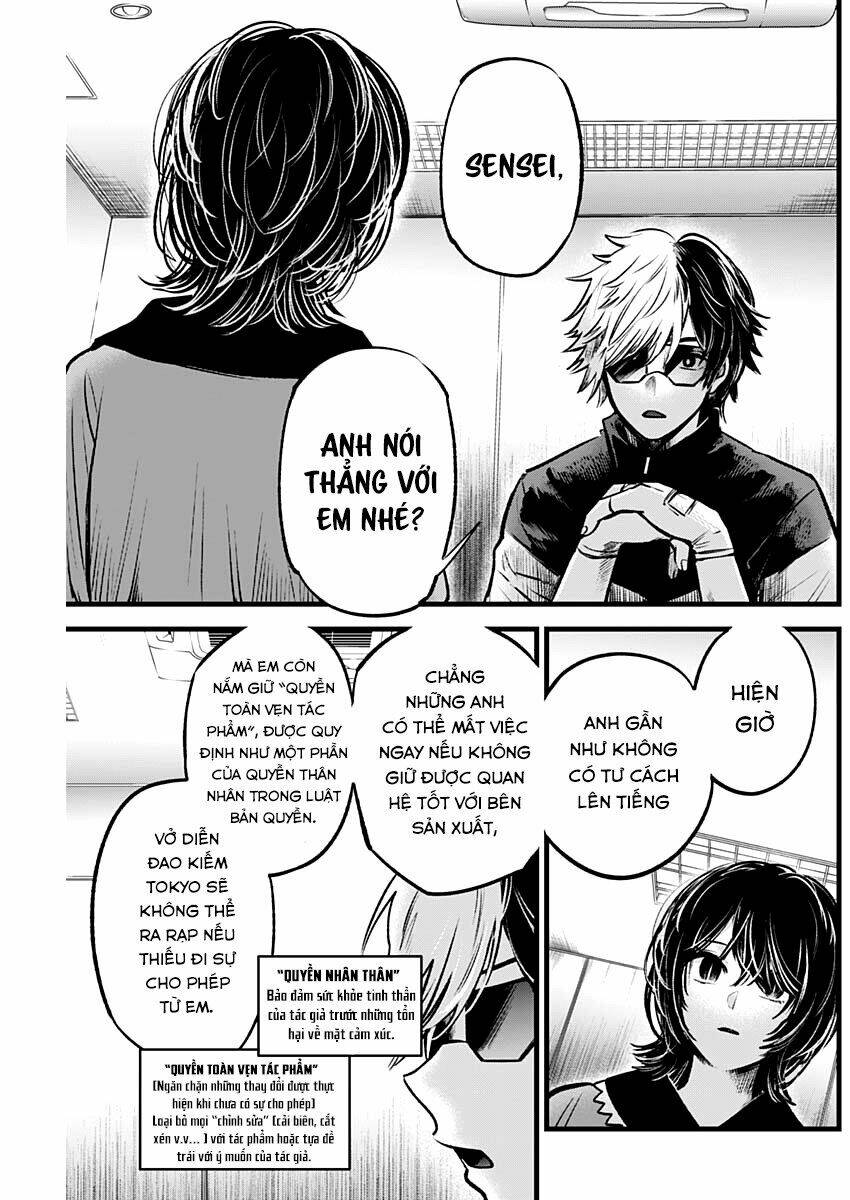 SENSEI,
ANH NÓI
THẲNG VỚI
EM NHÉ?
HIỆN
GIỜ
ANH GẦN
NHƯ KHÔNG
CÓ TƯ CÁCH
LÊN TIẾNG
CHẲNG
NHỮNG ANH
CÓ THỂ MẤT VIỆC
NGAY NẾU KHÔNG
GIỮ ĐƯỢC QUAN
HỆ TỐT VỚI BÊN
SẢN XUẤT,
MÀ EM CÒN
NẮM GIỮ "QUYỀN
TOÀN VẸN TÁC
PHẨM", ĐƯỢC QUY
ĐỊNH NHƯ MỘT PHẦN
CỦA QUYỀN THÂN
NHÂN TRONG LUẬT
BẢN QUYỀN.
VỞ DIỄN
ĐAO KIẾM
TOKYO SẼ
KHÔNG THỂ
RA RẠP NẾU
THIẾU ĐI SỰ
CHO PHÉP
TỪ EM.
"QUYỀN NHÂN THÂN"
Bảo đảm sức khỏe tinh thần
của tác giả trước những tổn
hại về mặt cảm xúc.
"QUYỀN TOÀN VẸN TÁC PHẨM"
[Ngăn chặn những thay đổi được thực
hiện khi chưa có sự cho phép]
Loại bỏ mọi "chỉnh sửa" [cải biên, cắt
xén v.v... ] với tác phẩm hoặc tựa đề
trái với ý muốn của tác giả.